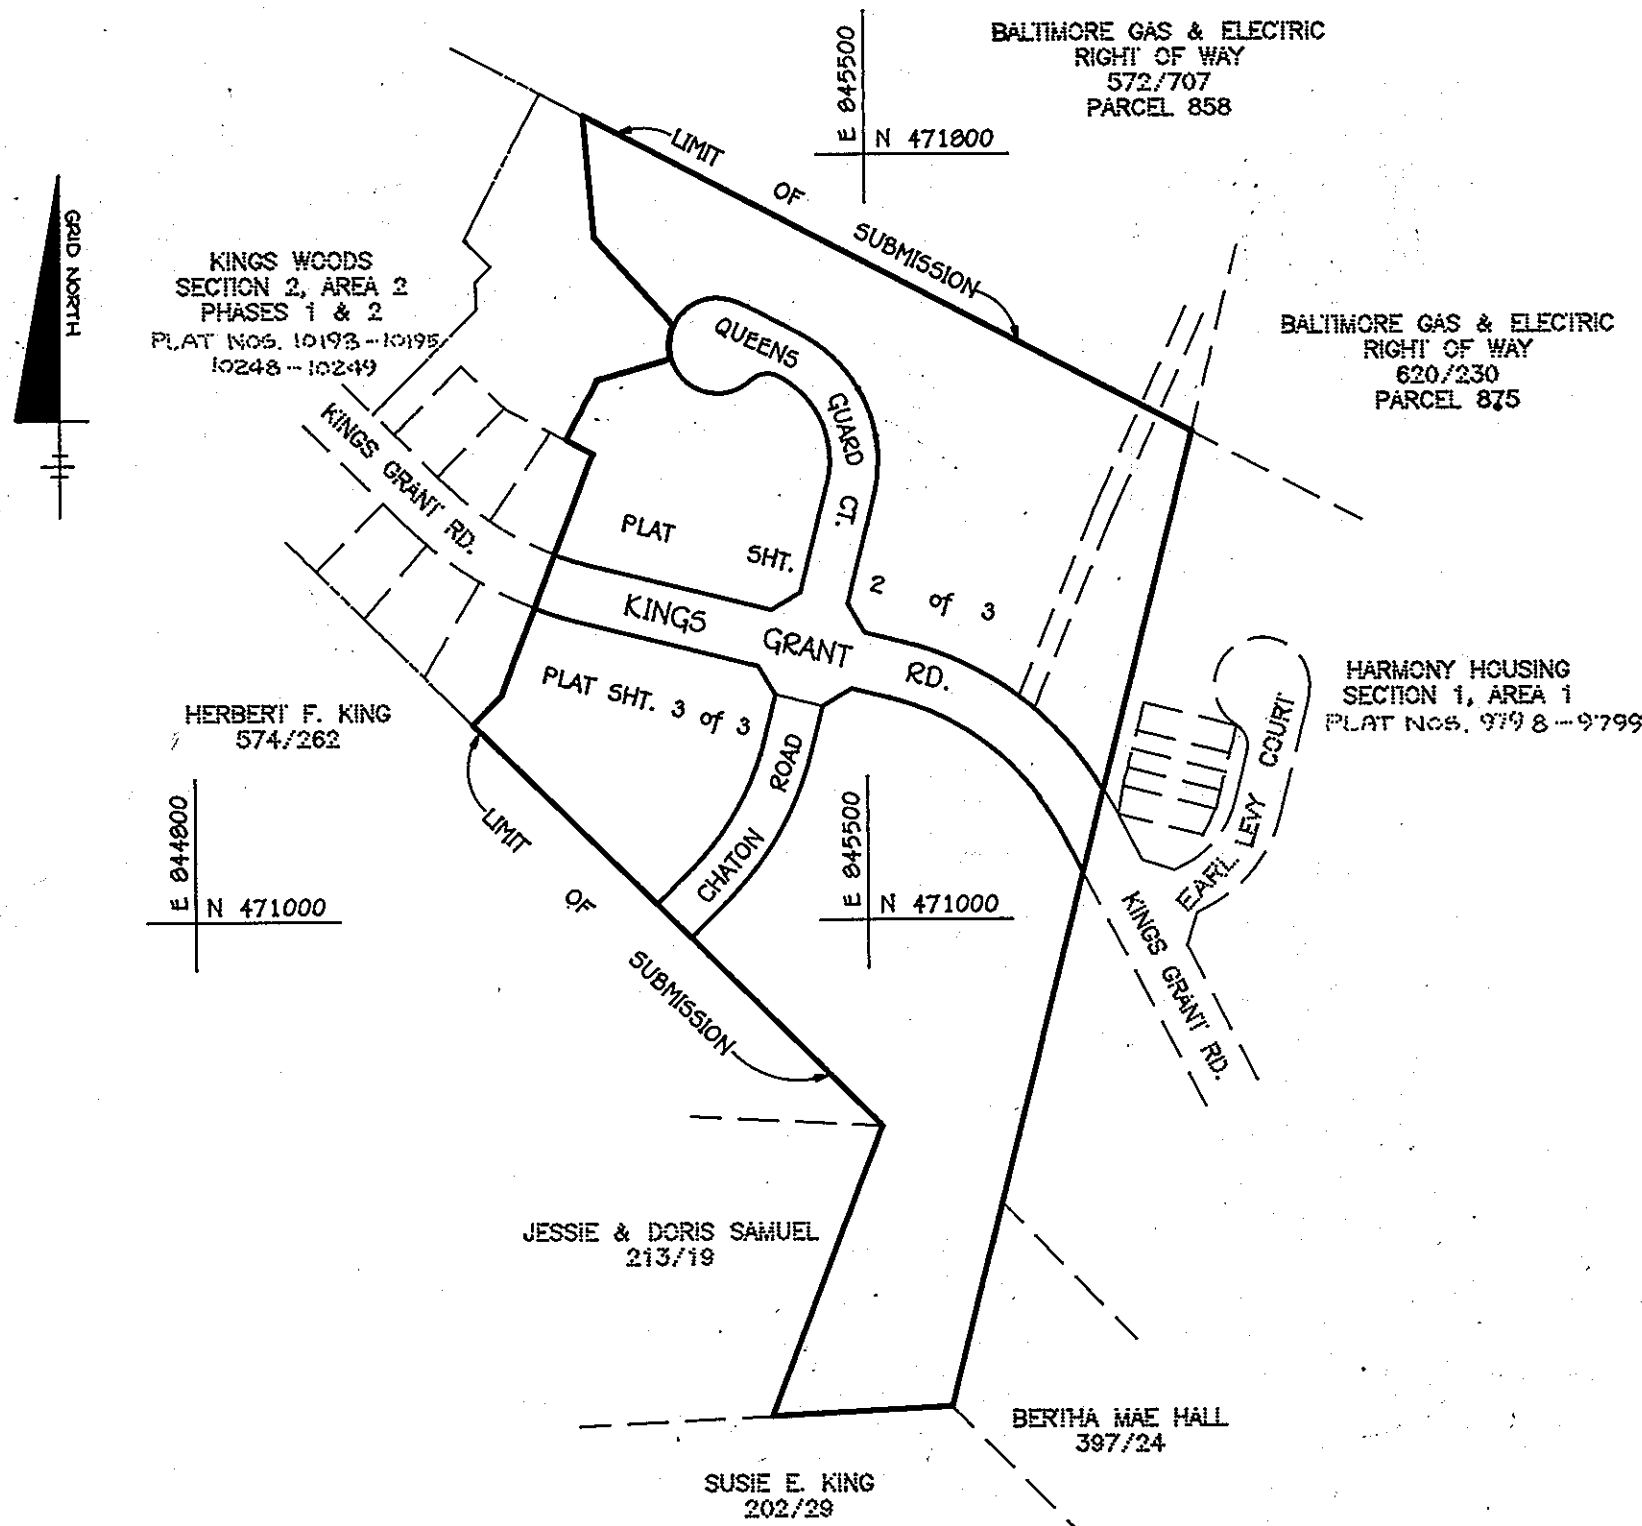 BALTIMORE GAS & ELECTRIC
RIGHT OF WAY
572/707
PARCEL 858
E 845500
N 471800
LIMIT
OF
SUBMISSION
GRID NORTH
KINGS WOODS
SECTION 2, AREA 2
PHASES 1 & 2
PLAT NOS. 10193-10195,
10248-10249
BALTIMORE GAS & ELECTRIC
RIGHT OF WAY
620/230
PARCEL 875
QUEENS
GUARD
CT.
KINGS GRANT RD.
PLAT
SHT.
2 of 3
KINGS
GRANT
RD.
PLAT SHT. 3 of 3
HARMONY HOUSING
SECTION 1, AREA 1
PLAT NOS. 9798-9799
HERBERT F. KING
574/262
EARL LEVY COURT
CHATON ROAD
E 844800
N 471000
LIMIT
OF
SUBMISSION
E 845500
N 471000
KINGS GRANT RD.
JESSIE & DORIS SAMUEL
213/19
BERTHA MAE HALL
397/24
SUSIE E. KING
202/29